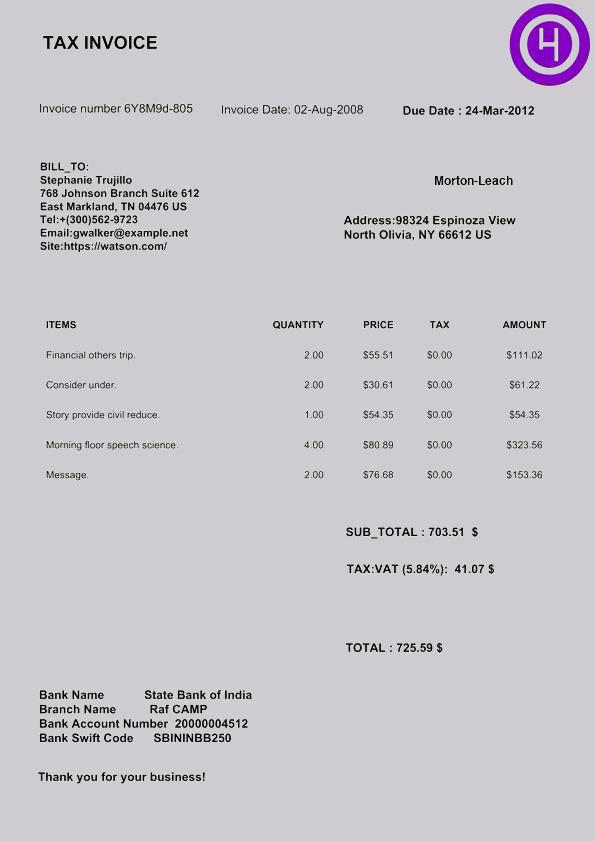 TAX INVOICE
Invoice number 6Y8M9d-805 Invoice Date: 02-Aug-2008 Due Date : 24-Mar-2012
BILL_TO:
Stephanie Trujillo
768 Johnson Branch Suite 612
East Markland, TN 04476 US
Tel:+(300)562-9723
Email:gwalker@example.net
Site:https://watson.com/
Morton-Leach
Address:98324 Espinoza View
North Olivia, NY 66612 US
ITEMS QUANTITY PRICE TAX AMOUNT
Financial others trip. 2.00 $55.51 $0.00 $111.02
Consider under. 2.00 $30.61 $0.00 $61.22
Story provide civil reduce. 1.00 $54.35 $0.00 $54.35
Morning floor speech science. 4.00 $80.89 $0.00 $323.56
Message. 2.00 $76.68 $0.00 $153.36
SUB_TOTAL : 703.51 $
TAX:VAT (5.84%): 41.07 $
TOTAL : 725.59 $
Bank Name State Bank of India
Branch Name Raf CAMP
Bank Account Number 20000004512
Bank Swift Code SBININBB250
Thank you for your business!